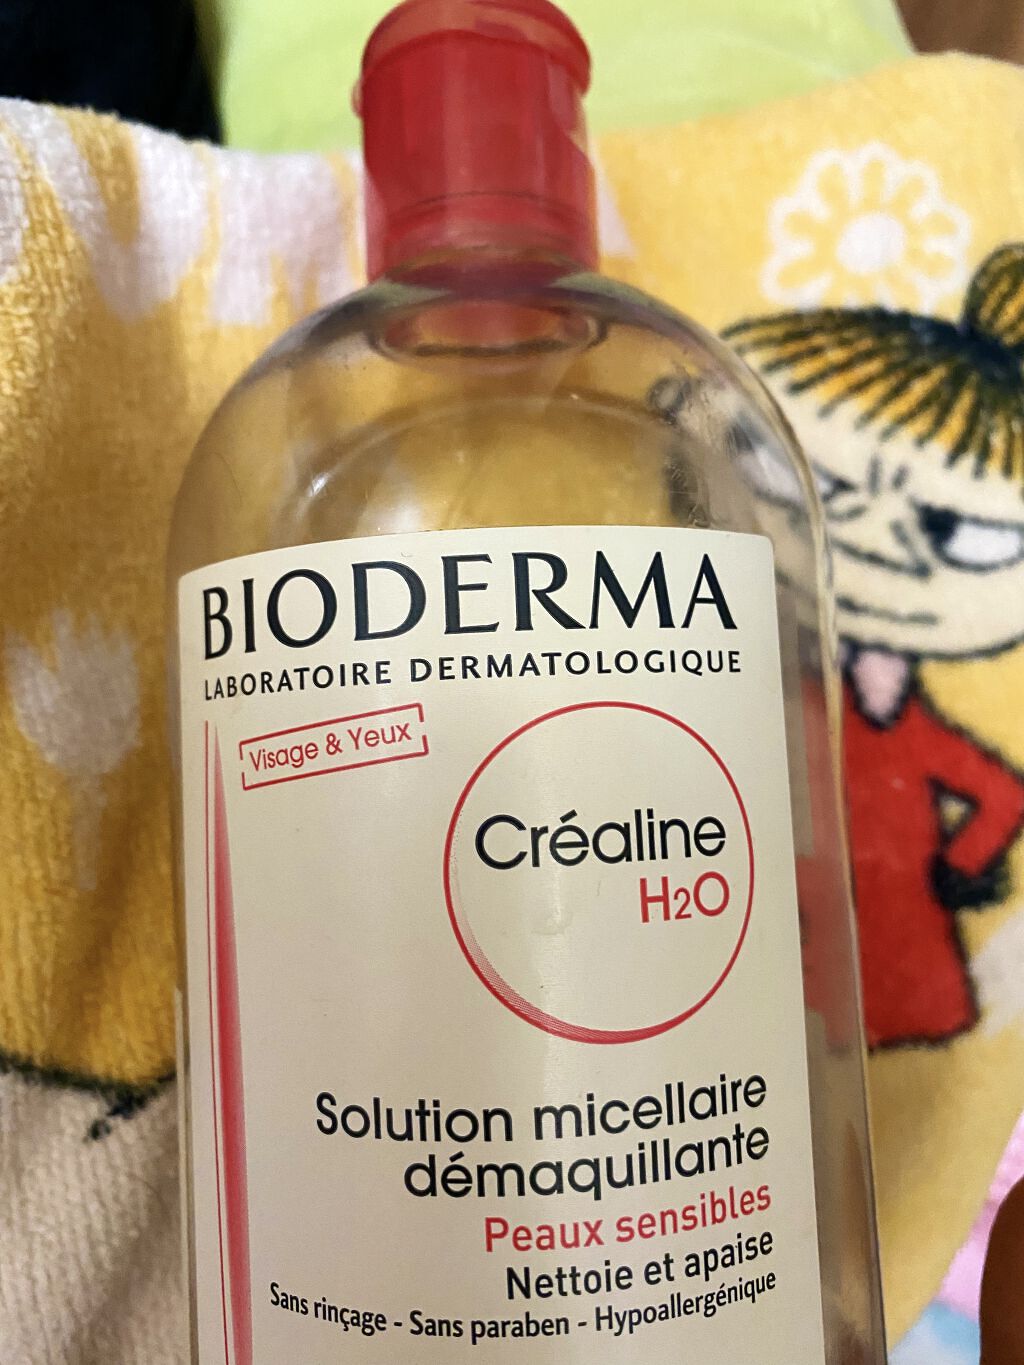 BIODERMA
LABORATOIRE DERMATOLOGIQUE
Visage & Yeux
Créaline
H2O
Solution micellaire
démaquillante
Peaux sensibles
Nettoie et apaise
Sans rinçage - Sans paraben - Hypoallergénique